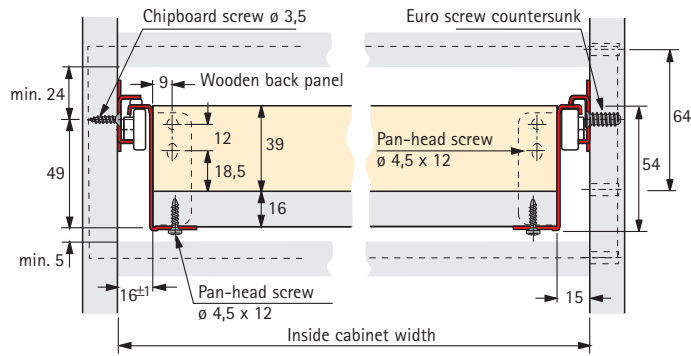 Chipboard screw ø 3,5
Euro screw countersunk
9
Wooden back panel
min. 24
12
39
Pan-head screw
ø 4,5 x 12
64
49
18,5
54
16
min. 5
16±1
Pan-head screw
ø 4,5 x 12
15
Inside cabinet width